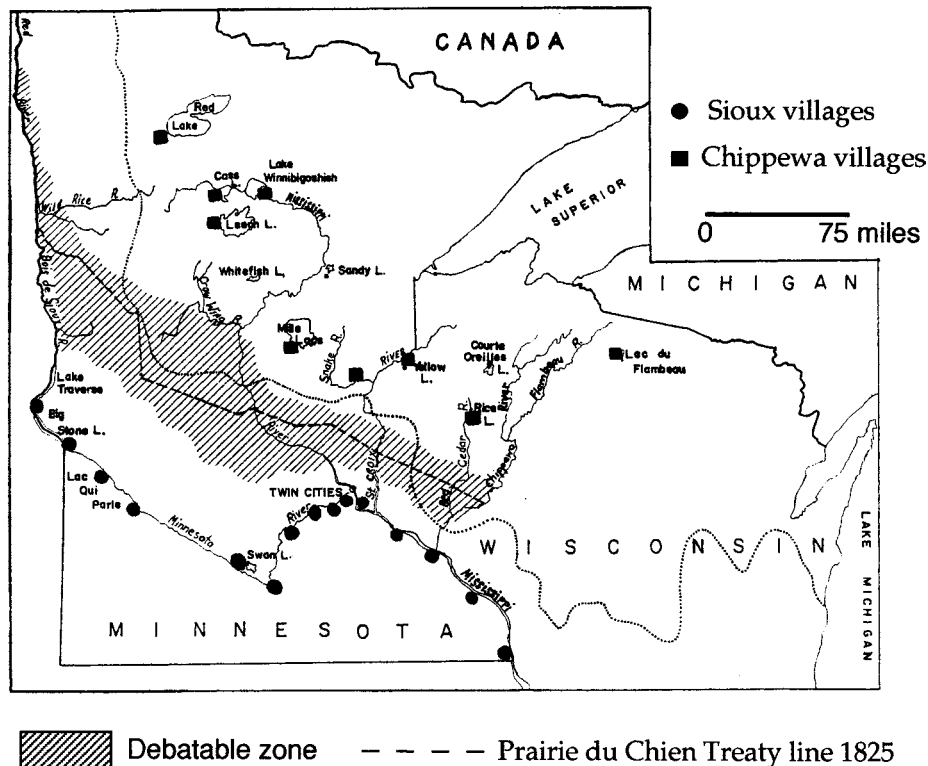 CANADA
Red
River
● Sioux villages
■ Chippewa villages
0 75 miles
Red
Lake
Cass
Lake
Winnibigoshish
Mississippi
Leech L.
LAKE
SUPERIOR
Wild Rice R.
Whitefish L.
Sandy L.
MICHIGAN
Bois de Sioux R.
Crow Wing R.
Mille
Lacs
Snake R.
River
Yellow
L.
Courte
Oreilles
L.
Flambeau R.
Lac du
Flambeau
Lake
Traverse
Big
Stone L.
River
St. Croix
Rice
L.
River
Red Cedar R.
Chippewa
Lac
Qui
Parle
TWIN CITIES
River
Minnesota
Swan L.
WISCONSIN
Mississippi
LAKE MICHIGAN
MINNESOTA
Debatable zone
– – – – Prairie du Chien Treaty line 1825